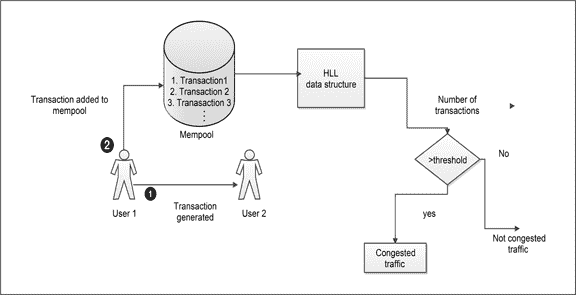 1. Transaction1
2. Transaction 2
3. Tranasaction 3
⋮
Mempool
HLL
data structure
Transaction added to
mempool
Number of
transactions
2
>threshold
No
1
User 1
Transaction
generated
User 2
yes
Not congested
traffic
Congested
traffic